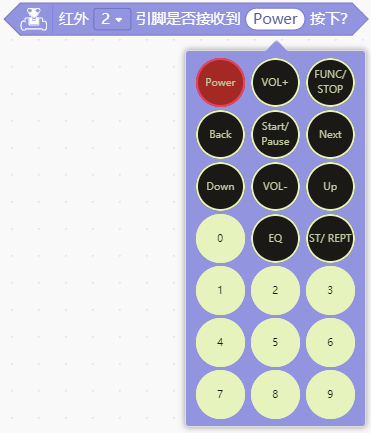 红外 2 引脚是否接收到 Power 按下?
Power VOL+ FUNC/
STOP
Back Start/
Pause Next
Down VOL- Up
0 EQ ST/ REPT
1 2 3
4 5 6
7 8 9